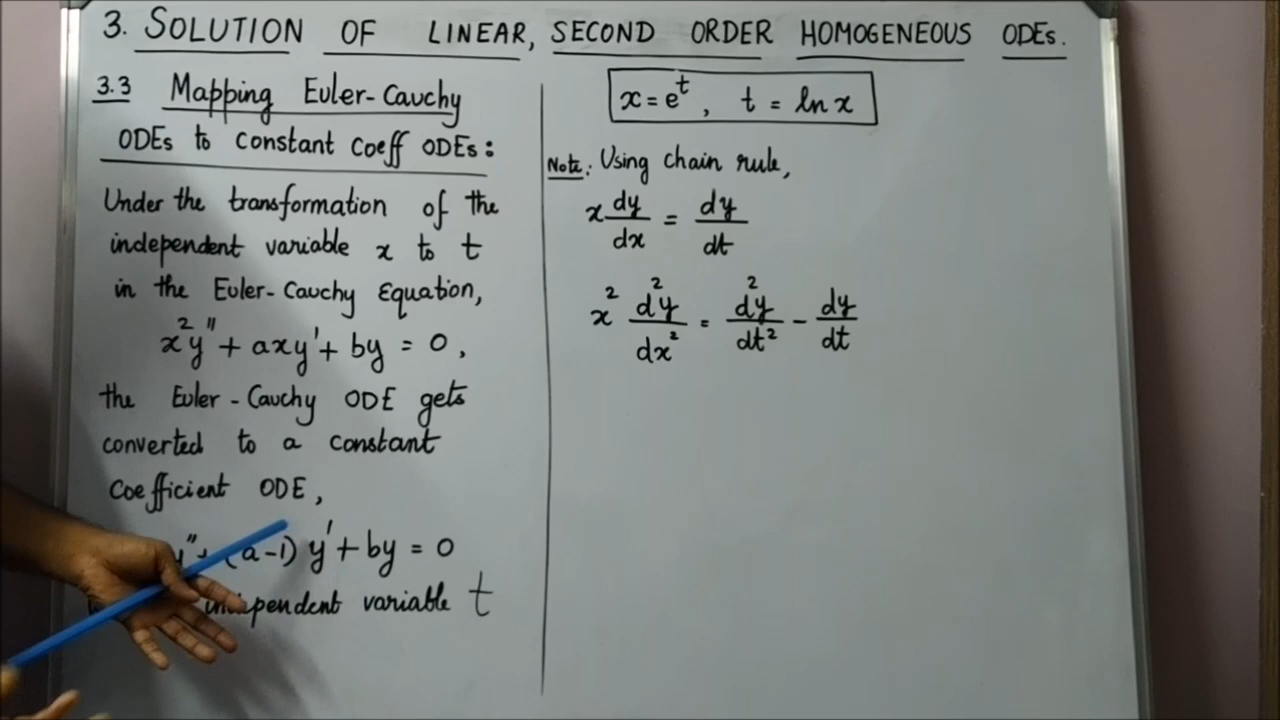 3. SOLUTION OF LINEAR, SECOND ORDER HOMOGENEOUS ODEs.
3.3 Mapping Euler-Cauchy
ODEs to constant coeff ODEs:
Under the transformation of the
independent variable x to t
in the Euler-Cauchy Equation,
x²y'' + axy' + by = 0,
the Euler-Cauchy ODE gets
converted to a constant
coefficient ODE,
y'' + (a-1) y' + by = 0
independent variable t
x = e^t, t = ln x
Note: Using chain rule,
x dy/dx = dy/dt
x² d²y/dx² = d²y/dt² - dy/dt